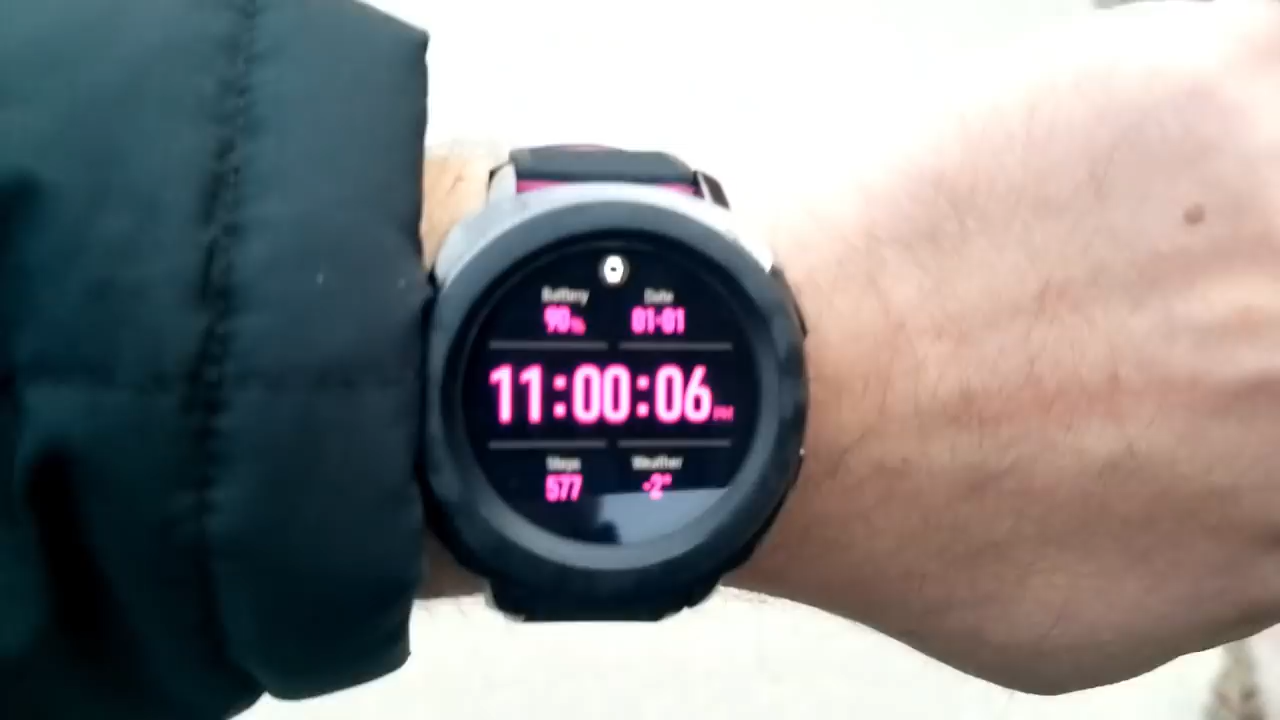 Battery Date
90% 01-01
11:00:06 PM
Steps Weather
577 -2°